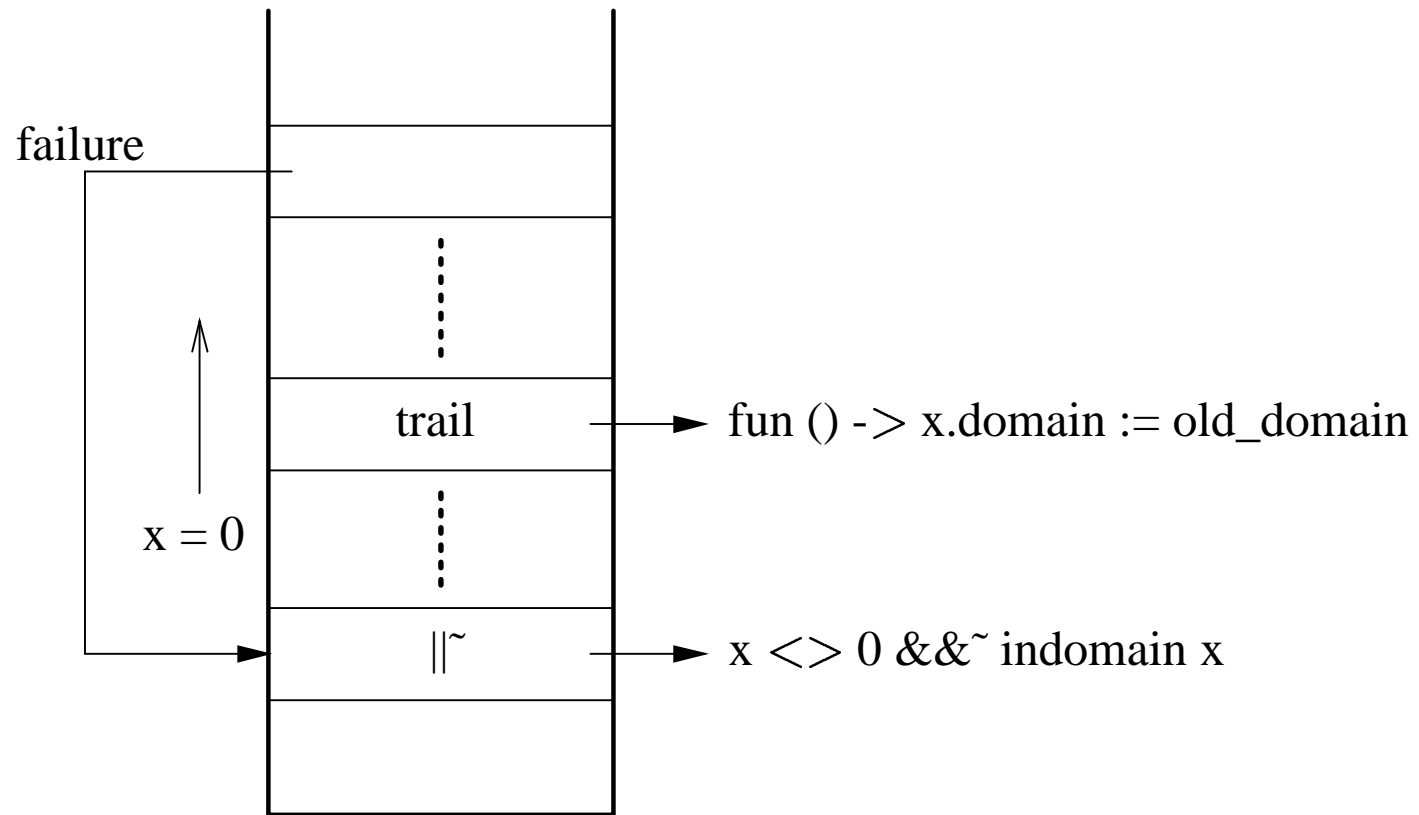 failure
trail
fun () -> x.domain := old_domain
x = 0
||~
x <> 0 &&~ indomain x